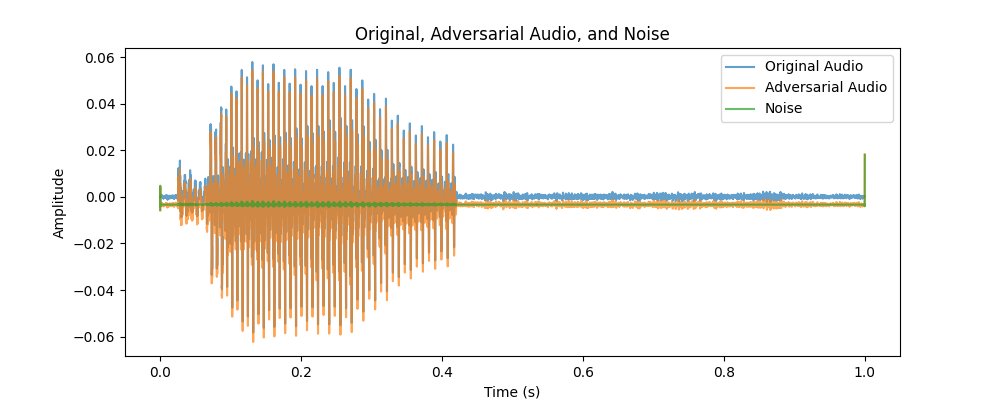 Original, Adversarial Audio, and Noise
Original Audio
Adversarial Audio
Noise
Amplitude
0.06
0.04
0.02
0.00
−0.02
−0.04
−0.06
0.0 0.2 0.4 0.6 0.8 1.0
Time (s)